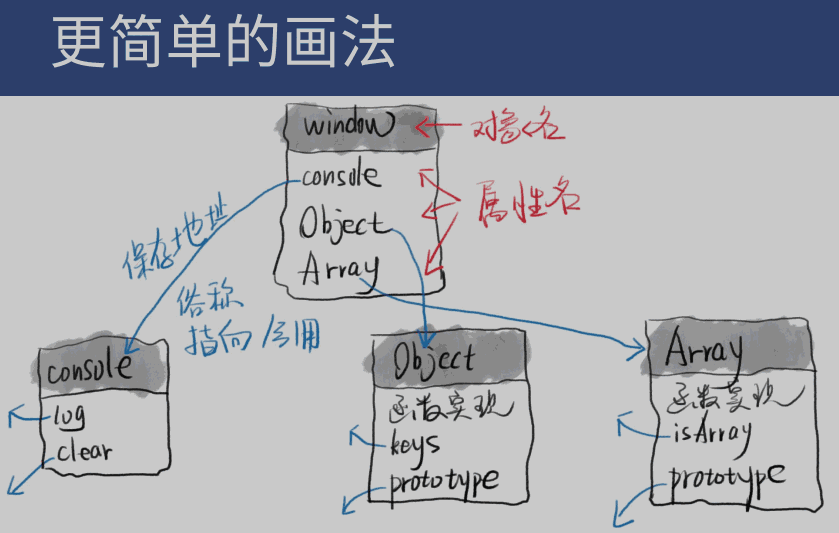 更简单的画法
window
对象名
console
属性名
Object
Array
保存地址
俗称
指向/引用
console
log
clear
Object
函数实现
keys
prototype
Array
函数实现
isArray
prototype